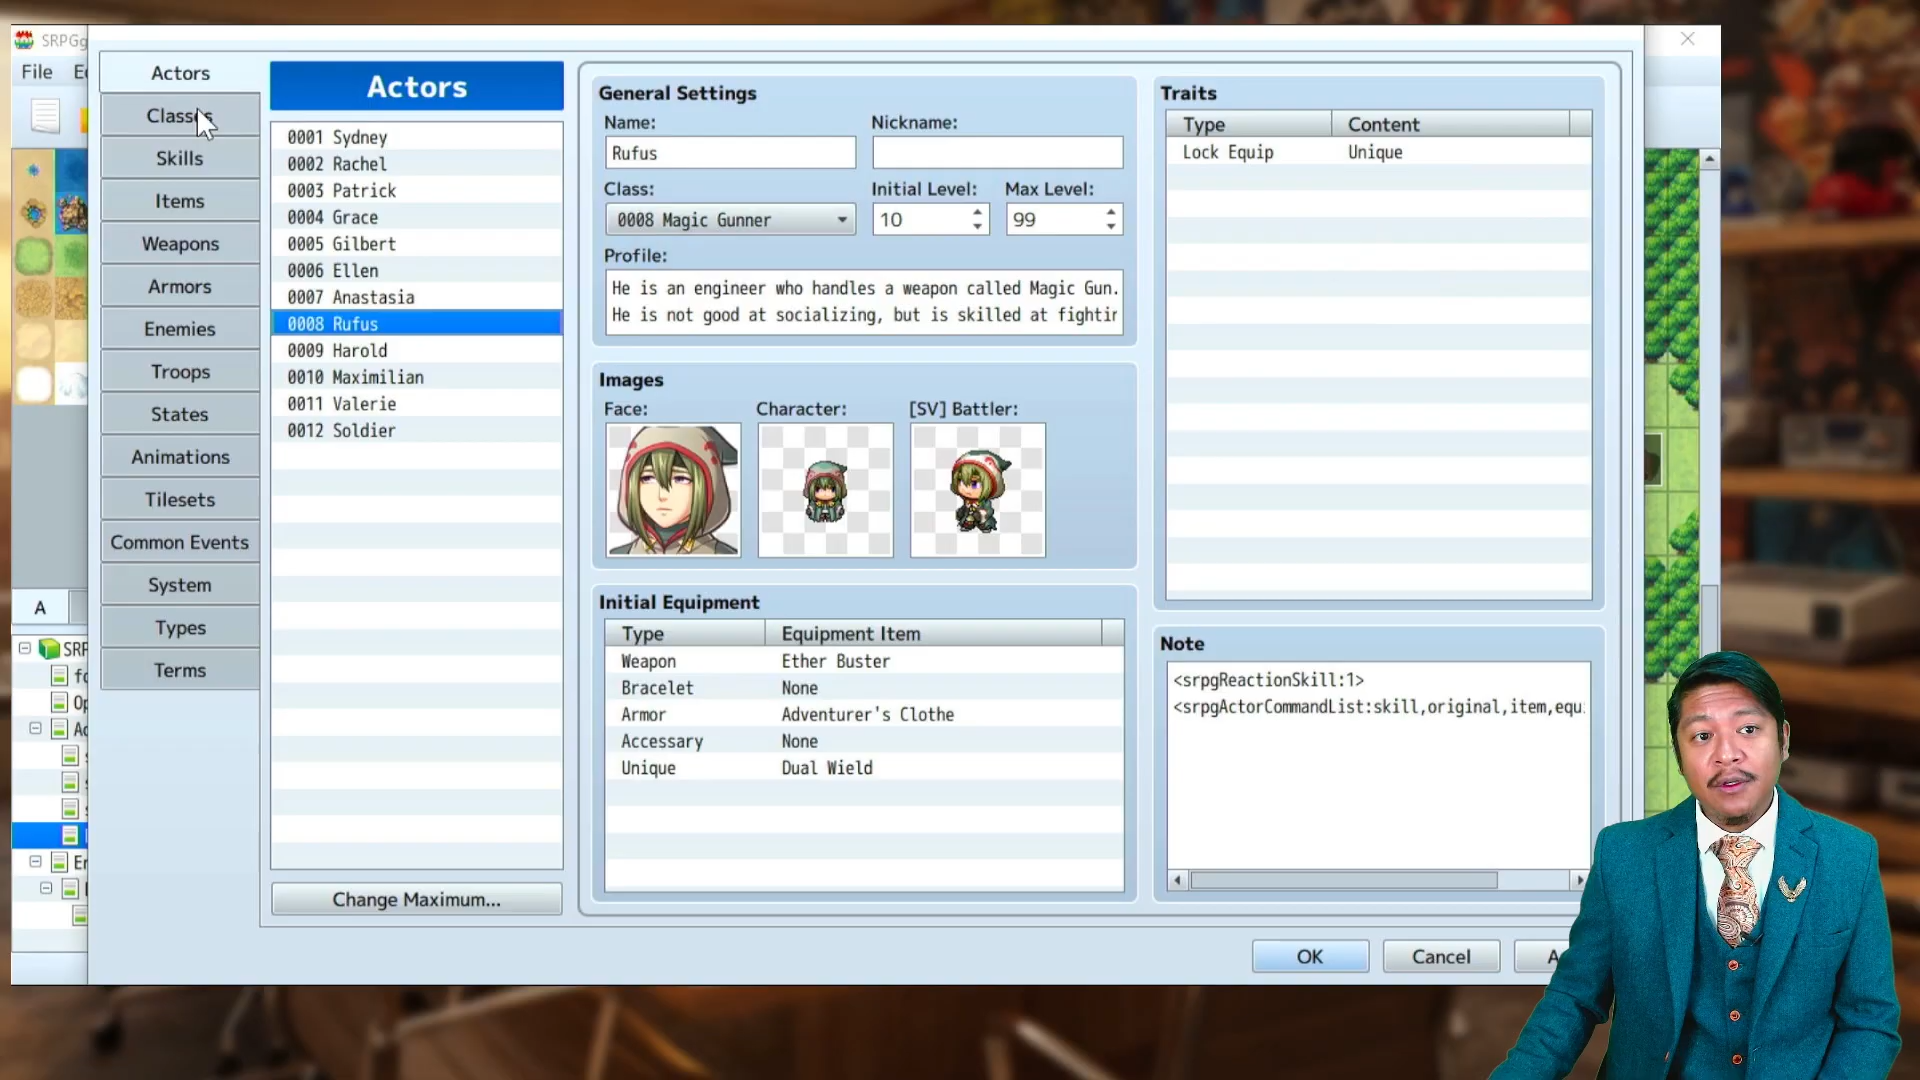 SRPGg
File
A
SRP
Op
Actors
Classes
Skills
Items
Weapons
Armors
Enemies
Troops
States
Animations
Tilesets
Common Events
System
Types
Terms
Actors
0001 Sydney
0002 Rachel
0003 Patrick
0004 Grace
0005 Gilbert
0006 Ellen
0007 Anastasia
0008 Rufus
0009 Harold
0010 Maximilian
0011 Valerie
0012 Soldier
Change Maximum...
General Settings
Name:
Nickname:
Rufus
Class:
Initial Level:
Max Level:
0008 Magic Gunner
10
99
Profile:
He is an engineer who handles a weapon called Magic Gun.
He is not good at socializing, but is skilled at fightin
Images
Face:
Character:
[SV] Battler:
Initial Equipment
Type Equipment Item
Weapon Ether Buster
Bracelet None
Armor Adventurer's Clothe
Accessary None
Unique Dual Wield
Traits
Type Content
Lock Equip Unique
Note
<srpgReactionSkill:1>
<srpgActorCommandList:skill,original,item,equi
OK
Cancel